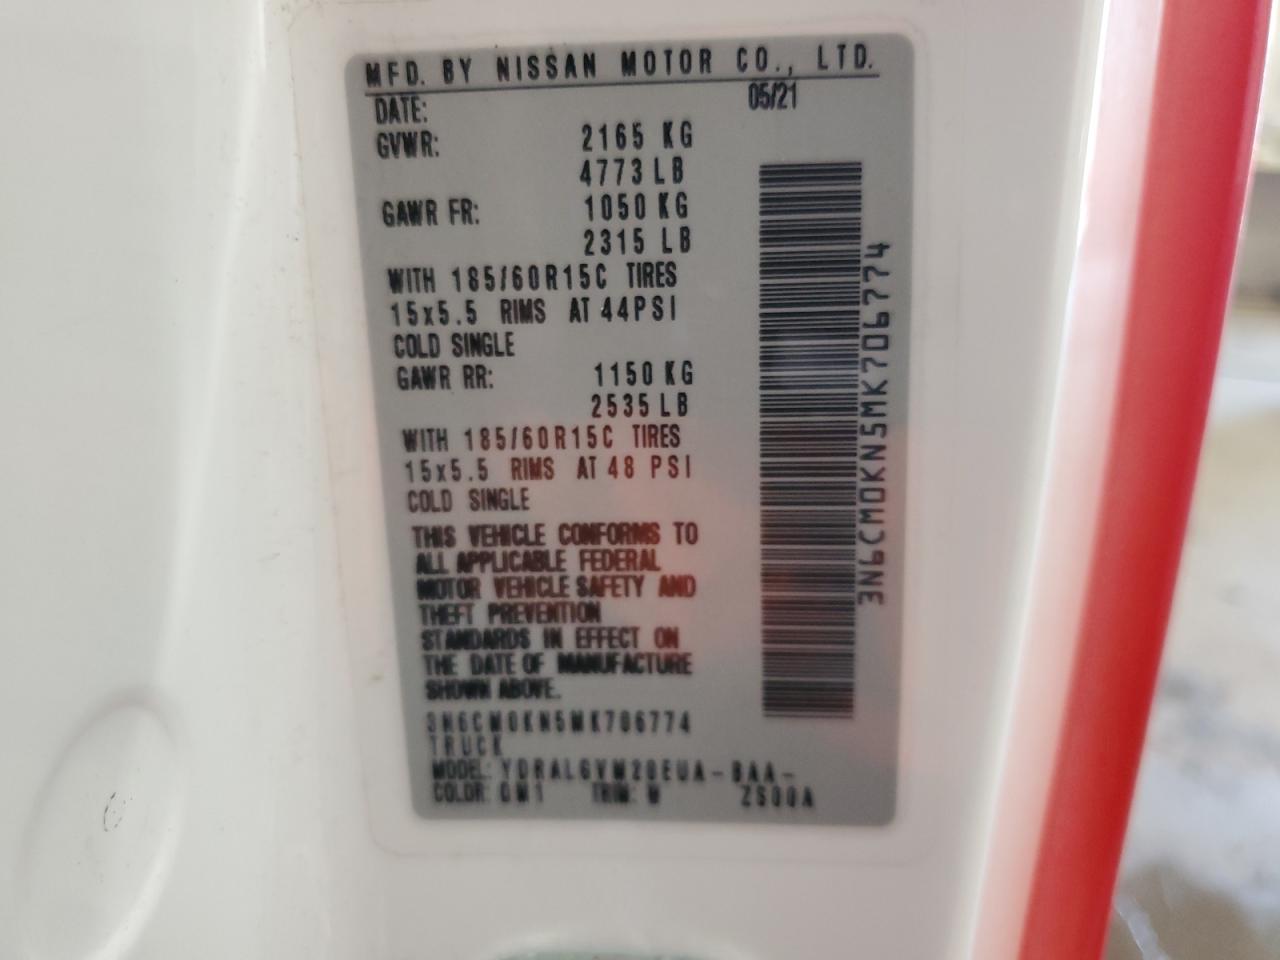 MFD. BY NISSAN MOTOR CO., LTD.
DATE: 05/21
GVWR: 2165 KG
4773 LB
GAWR FR: 1050 KG
2315 LB
WITH 185/60R15C TIRES
15x5.5 RIMS AT 44PSI
COLD SINGLE
GAWR RR: 1150 KG
2535 LB
WITH 185/60R15C TIRES
15x5.5 RIMS AT 48 PSI
COLD SINGLE
THIS VEHICLE CONFORMS TO
ALL APPLICABLE FEDERAL
MOTOR VEHICLE SAFETY AND
THEFT PREVENTION
STANDARDS IN EFFECT ON
THE DATE OF MANUFACTURE
SHOWN ABOVE.
3N6CM0KN5MK706774
TRUCK
MODEL:
COLOR: QM1 TRIM:
3N6CM0KN5MK706774